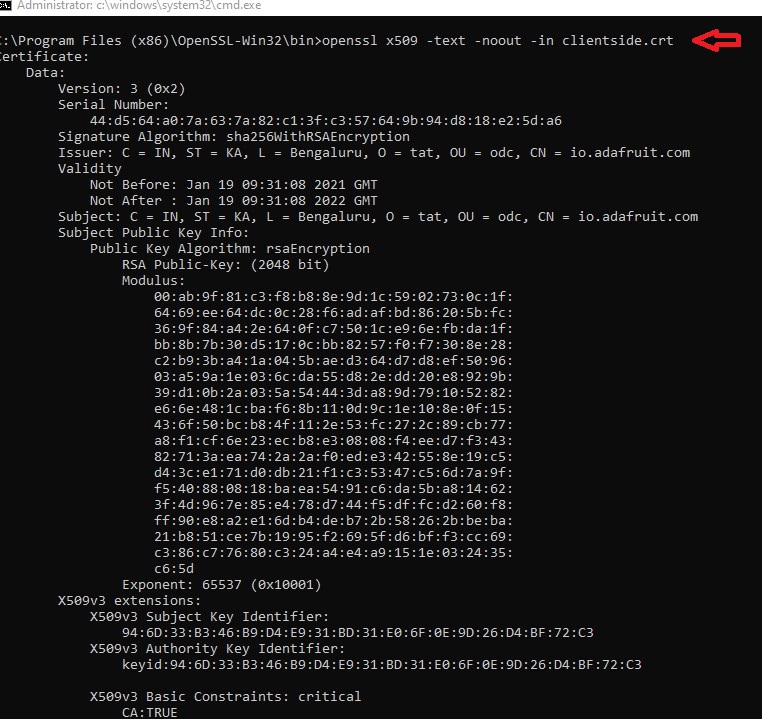 Administrator: c:\windows\system32\cmd.exe
C:\Program Files (x86)\OpenSSL-Win32\bin>openssl x509 -text -noout -in clientside.crt
Certificate:
Data:
Version: 3 (0x2)
Serial Number:
44:d5:64:a0:7a:63:7a:82:c1:3f:c3:57:64:9b:94:d8:18:e2:5d:a6
Signature Algorithm: sha256WithRSAEncryption
Issuer: C = IN, ST = KA, L = Bengaluru, O = tat, OU = odc, CN = io.adafruit.com
Validity
Not Before: Jan 19 09:31:08 2021 GMT
Not After : Jan 19 09:31:08 2022 GMT
Subject: C = IN, ST = KA, L = Bengaluru, O = tat, OU = odc, CN = io.adafruit.com
Subject Public Key Info:
Public Key Algorithm: rsaEncryption
RSA Public-Key: (2048 bit)
Modulus:
00:ab:9f:81:c3:f8:b8:8e:9d:1c:59:02:73:0c:1f:
64:69:ee:64:dc:0c:28:f6:ad:af:bd:86:20:5b:fc:
36:9f:84:a4:2e:64:0f:c7:50:1c:e9:6e:fb:da:1f:
bb:8b:7b:30:d5:17:0c:bb:82:57:f0:f7:30:8e:28:
c2:b9:3b:a4:1a:04:5b:ae:d3:64:d7:d8:ef:50:96:
03:a5:9a:1e:03:6c:da:55:d8:2e:dd:20:e8:92:9b:
39:d1:0b:2a:03:5a:54:44:3d:a8:9d:79:10:52:82:
e6:6e:48:1c:ba:f6:8b:11:0d:9c:1e:10:8e:0f:15:
43:6f:50:bc:b8:4f:11:2e:53:fc:27:2c:89:cb:77:
a8:f1:cf:6e:23:ec:b8:e3:08:08:f4:ee:d7:f3:43:
82:71:3a:ea:74:2a:2a:f0:ed:e3:42:55:8e:19:c5:
d4:3c:e1:71:d0:db:21:f1:c3:53:47:c5:6d:7a:9f:
f5:40:88:08:18:ba:ea:54:91:c6:da:5b:a8:14:62:
3f:4d:96:7e:85:e4:78:d7:44:f5:df:fc:d2:60:f8:
ff:90:e8:a2:e1:6d:b4:de:b7:2b:58:26:2b:be:ba:
21:b8:51:ce:7b:19:95:f2:69:5f:d6:bf:f3:cc:69:
c3:86:c7:76:80:c3:24:a4:e4:a9:15:1e:03:24:35:
c6:5d
Exponent: 65537 (0x10001)
X509v3 extensions:
X509v3 Subject Key Identifier:
94:6D:33:B3:46:B9:D4:E9:31:BD:31:E0:6F:0E:9D:26:D4:BF:72:C3
X509v3 Authority Key Identifier:
keyid:94:6D:33:B3:46:B9:D4:E9:31:BD:31:E0:6F:0E:9D:26:D4:BF:72:C3
X509v3 Basic Constraints: critical
CA:TRUE